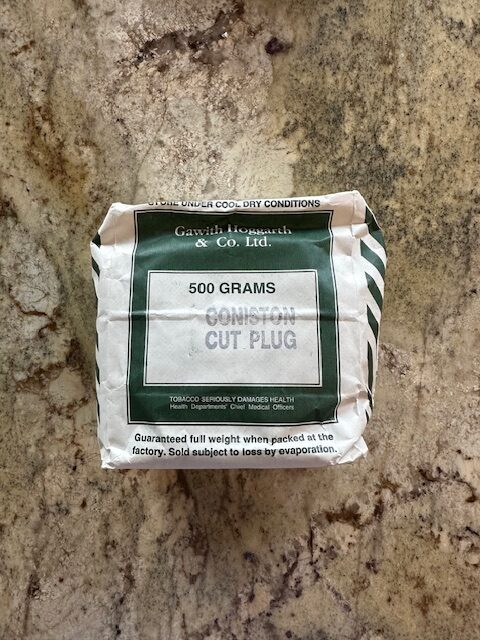 STORE UNDER COOL DRY CONDITIONS
Gawith Hoggarth
& Co. Ltd.
500 GRAMS
CONISTON
CUT PLUG
TOBACCO SERIOUSLY DAMAGES HEALTH
Health Departments' Chief Medical Officers
Guaranteed full weight when packed at the
factory. Sold subject to loss by evaporation.